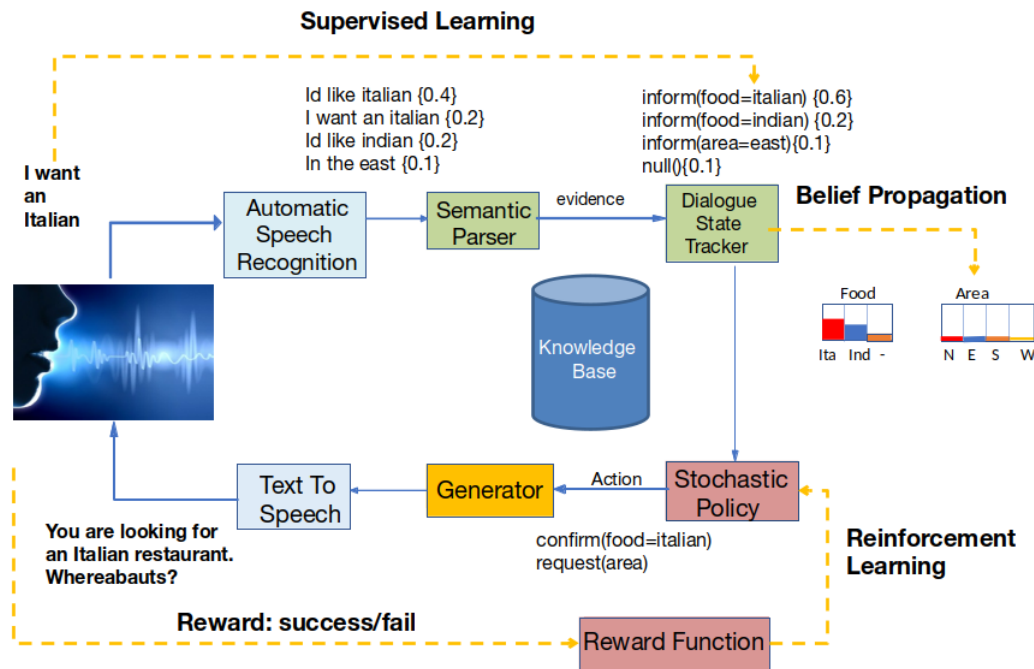 Supervised Learning
Id like italian {0.4}
I want an italian {0.2}
Id like indian {0.2}
In the east {0.1}
inform(food=italian) {0.6}
inform(food=indian) {0.2}
inform(area=east){0.1}
null(){0.1}
I want
an
Italian
Automatic
Speech
Recognition
Semantic
Parser
evidence
Dialogue
State
Tracker
Belief Propagation
Food
Ita Ind -
Area
N E S W
Knowledge
Base
Text To
Speech
Generator
Action
Stochastic
Policy
confirm(food=italian)
request(area)
You are looking for
an Italian restaurant.
Whereabauts?
Reinforcement
Learning
Reward: success/fail
Reward Function